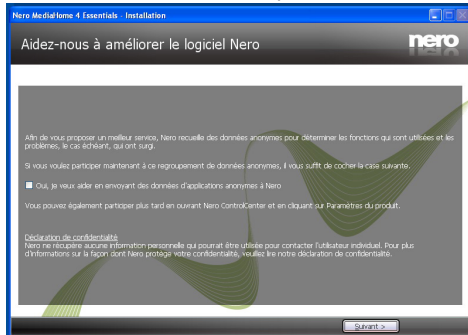 Nero MediaHome 4 Essentials - Installation
Aidez-nous à améliorer le logiciel Nero
nero
Afin de vous proposer un meilleur service, Nero recueille des données anonymes pour déterminer les fonctions qui sont utilisées et les
problèmes, le cas échéant, qui ont surgi.
Si vous voulez participer maintenant à ce regroupement de données anonymes, il vous suffit de cocher la case suivante.
Oui, je veux aider en envoyant des données d'applications anonymes à Nero
Vous pouvez également participer plus tard en ouvrant Nero ControlCenter et en cliquant sur Paramètres du produit.
Déclaration de confidentialité
Nero ne récupère aucune information personnelle qui pourrait être utilisée pour contacter l'utilisateur individuel. Pour plus
d'informations sur la façon dont Nero protège votre confidentialité, veuillez lire notre déclaration de confidentialité.
Suivant >